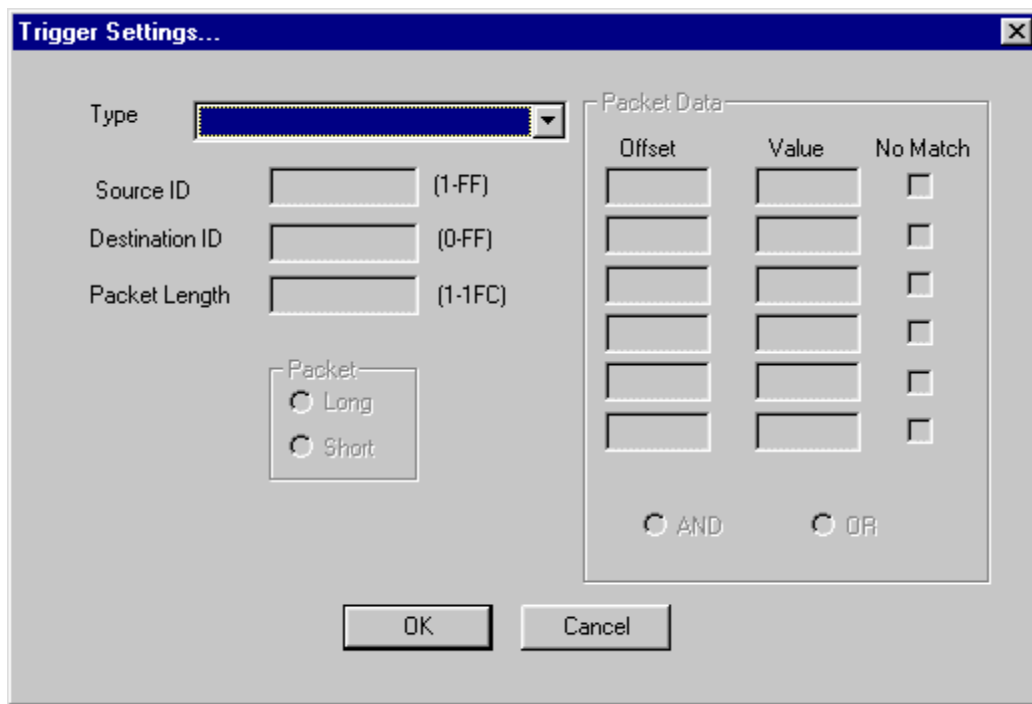 Trigger Settings...
Type
Source ID (1-FF)
Destination ID (0-FF)
Packet Length (1-1FC)
Packet
Long
Short
Packet Data
Offset Value No Match
AND OR
OK Cancel